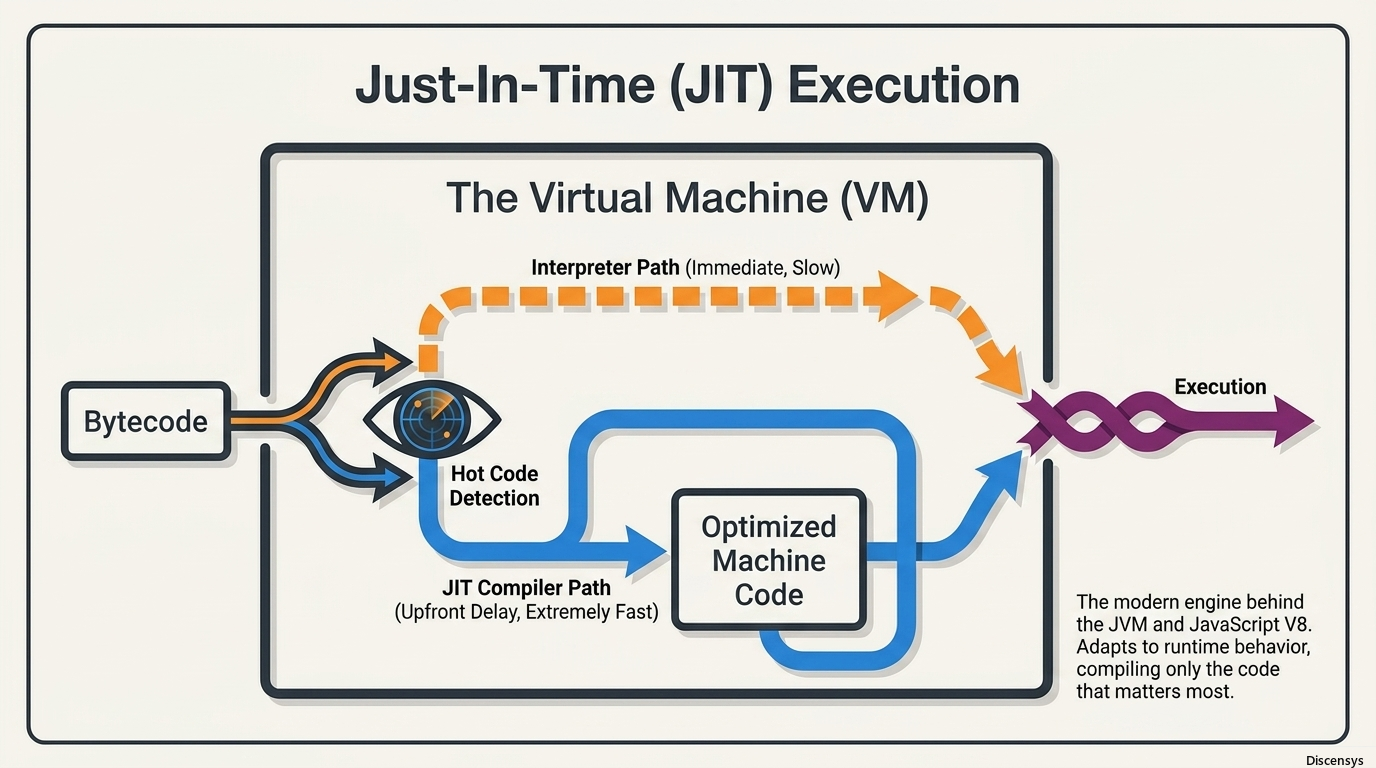 Just-In-Time (JIT) Execution
The Virtual Machine (VM)
Interpreter Path (Immediate, Slow)
Bytecode
Execution
Hot Code
Detection
Optimized
Machine
Code
JIT Compiler Path
(Upfront Delay, Extremely Fast)
The modern engine behind
the JVM and JavaScript V8.
Adapts to runtime behavior,
compiling only the code
that matters most.
Discensys